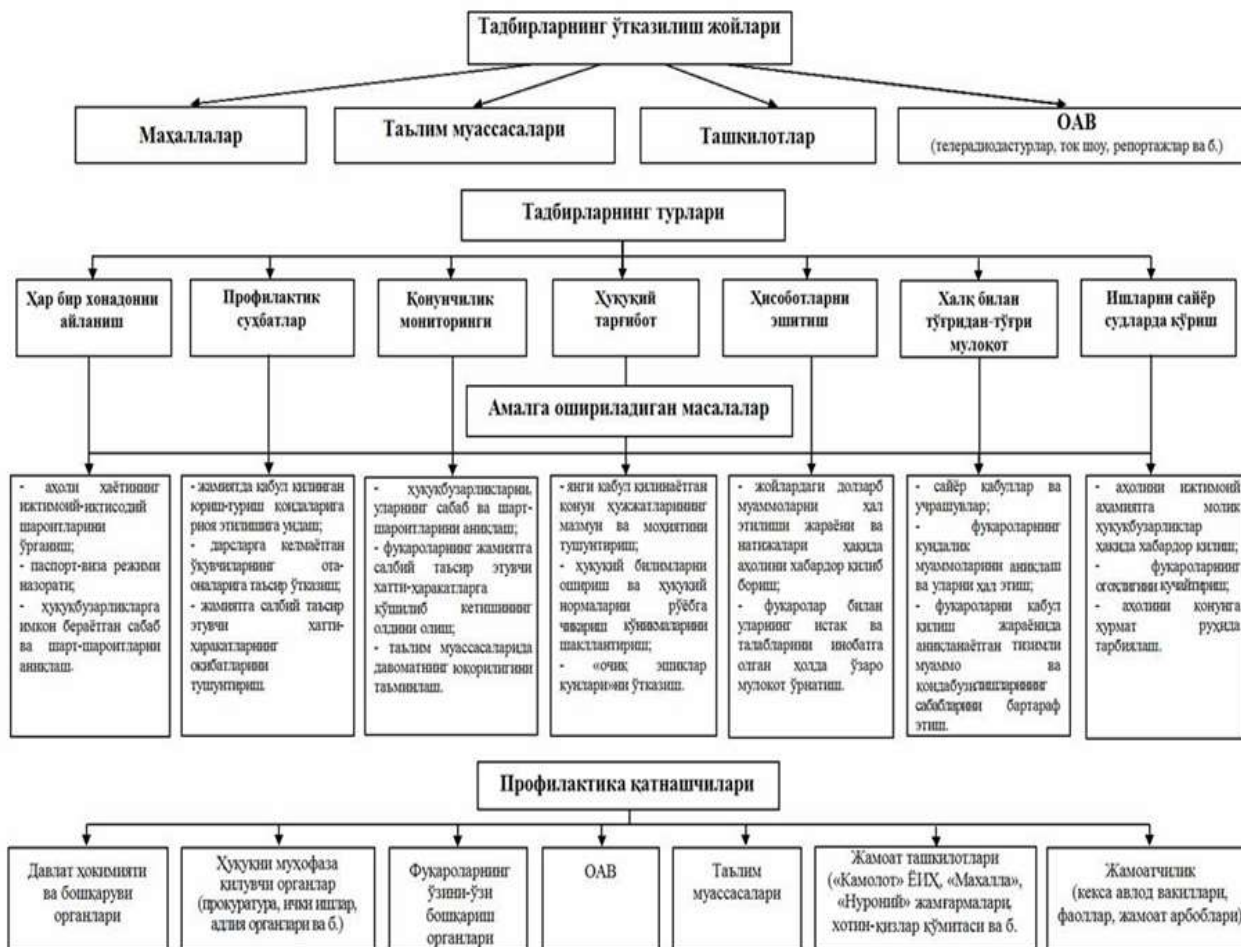 Тадбирларнинг ўтказилиш жойлари
Маҳаллалар
Таълим муассасалари
Ташкилотлар
ОАВ
(телерадиодастурлар, ток шоу, репортажлар ва б.)
Тадбирларнинг турлари
Ҳар бир хонадонни
айланиш
Профилактик
суҳбатлар
Қонунчилик
мониторинги
Ҳуқуқий
тарғибот
Ҳисоботларни
эшитиш
Халқ билан
тўғридан-тўғри
мулоқот
Ишларни сайёр
судларда кўриш
Амалга ошириладиган масалалар
- аҳоли ҳаётининг
ижтимоий-иқтисодий
шароитларини
ўрганиш;
- паспорт-виза режими
назорати;
- ҳуқуқбузарликларга
имкон бераётган сабаб
ва шарт-шароитларни
аниқлаш.
- жамиятда қабул қилинган
юриш-туриш қоидаларига
риоя этилишига ундаш;
- дарсларга келмаётган
ўқувчиларнинг ота-
оналарига таъсир ўтказиш;
- жамиятга салбий таъсир
этувчи хатти-
ҳаракатларнинг
оқибатларини
тушунтириш.
- ҳуқуқбузарликларни,
уларнинг сабаб ва шарт-
шароитларини аниқлаш;
- фуқароларнинг жамиятга
салбий таъсир этувчи
хатти-ҳаракатларга
қўшилиб кетишининг
олдини олиш;
- таълим муассасаларида
давоматнинг юқорилигини
таъминлаш.
- янги қабул қилинаётган
қонун ҳужжатларининг
мазмун ва моҳиятини
тушунтириш;
- ҳуқуқий билимларни
ошириш ва ҳуқуқий
нормаларни рўёбга
чиқариш кўникмаларини
шакллантириш;
- «очиқ эшиклар
кунлари»ни ўтказиш.
- жойлардаги долзарб
муаммоларни ҳал
этилиши жараёни ва
натижалари ҳақида
аҳолини хабардор қилиб
бориш;
- фуқаролар билан
уларнинг истак ва
талабларини инобатга
олган ҳолда ўзаро
мулоқот ўрнатиш.
- сайёр қабуллар ва
учрашувлар;
- фуқароларнинг
кундалик
муаммоларини аниқлаш
ва уларни ҳал этиш;
- фуқароларни қабул
қилиш жараёнида
аниқланаётган тизимли
муаммо ва
қоидабузилишларининг
сабабларини бартараф
этиш.
- аҳолини ижтимоий
аҳамиятга молик
ҳуқуқбузарликлар
ҳақида хабардор қилиш;
- фуқароларнинг
огоҳлигини кучайтириш;
- аҳолини қонунга
ҳурмат руҳида
тарбиялаш.
Профилактика қатнашчилари
Давлат ҳокимияти
ва бошқаруви
органлари
Ҳуқуқни муҳофаза
қилувчи органлар
(прокуратура, ички ишлар,
адлия органлари ва б.)
Фуқароларнинг
ўзини-ўзи
бошқариш
органлари
ОАВ
Таълим
муассасалари
Жамоат ташкилотлари
(«Камолот» ЁИҲ, «Маҳалла»,
«Нуроний» жамғармалари,
хотин-қизлар қўмитаси ва б.
Жамоатчилик
(кекса авлод вакиллари,
фаоллар, жамоат арбоблари)